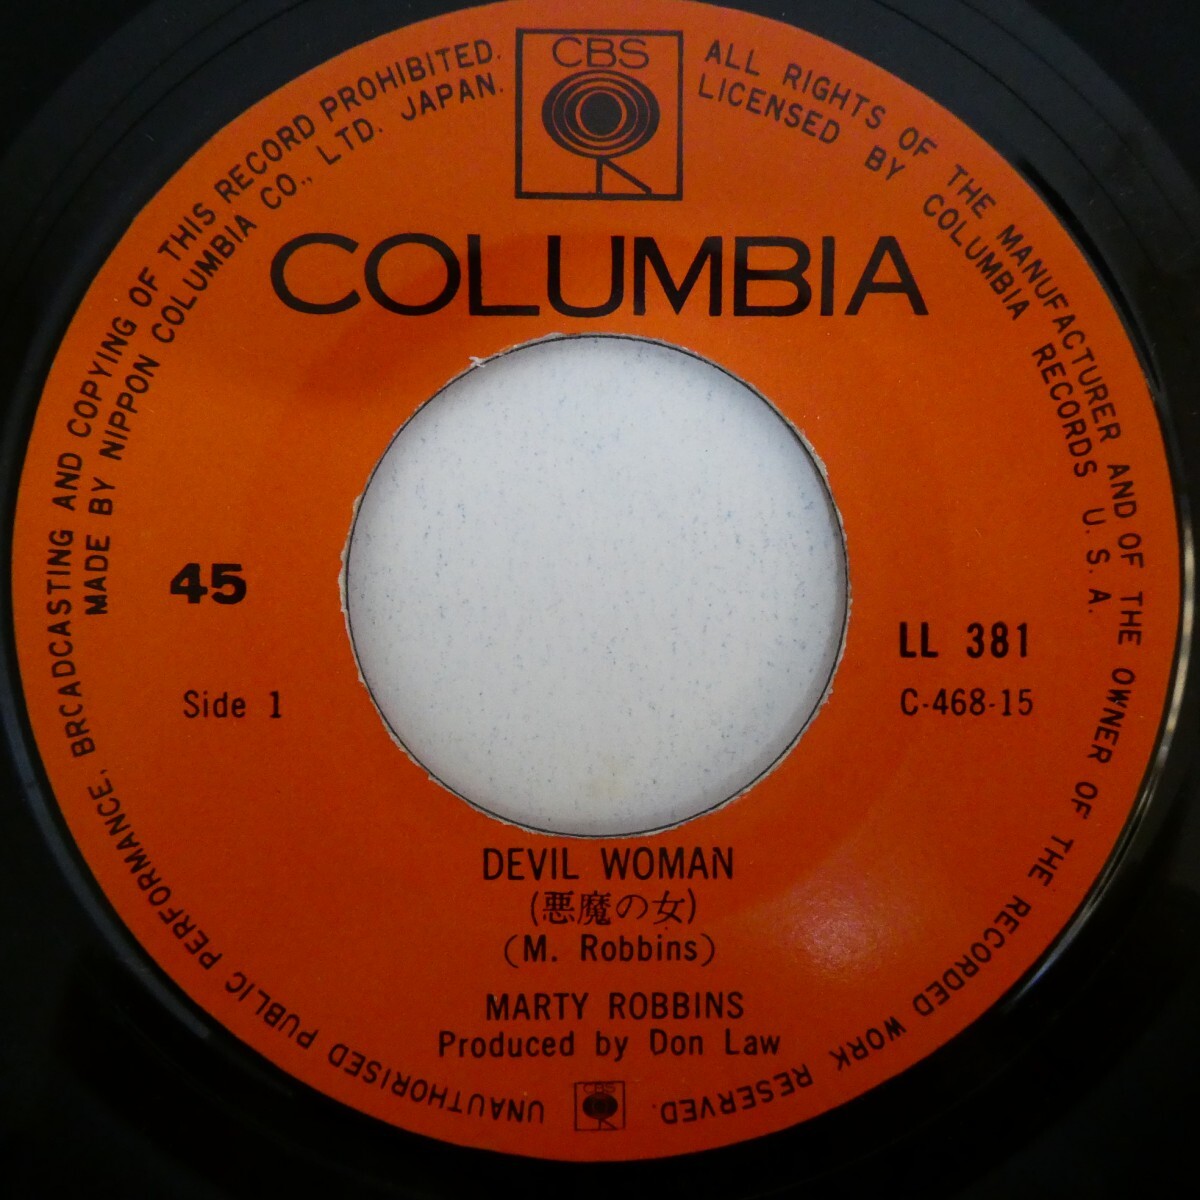 CBS
COLUMBIA
ALL RIGHTS OF THE MANUFACTURER AND OF THE OWNER OF THE RECORDED WORK RESERVED.
UNAUTHORISED PUBLIC PERFORMANCE, BROADCASTING AND COPYING OF THIS RECORD PROHIBITED.
LICENSED BY COLUMBIA RECORDS U. S. A.
MADE BY NIPPON COLUMBIA CO., LTD. JAPAN.
45
Side 1
LL 381
C-468-15
DEVIL WOMAN
(悪魔の女)
(M. Robbins)
MARTY ROBBINS
Produced by Don Law
CBS